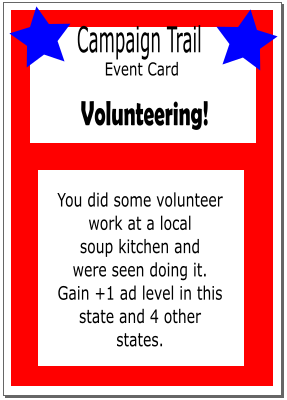 Campaign Trail
Event Card
Volunteering!
You did some volunteer
work at a local
soup kitchen and
were seen doing it.
Gain +1 ad level in this
state and 4 other
states.